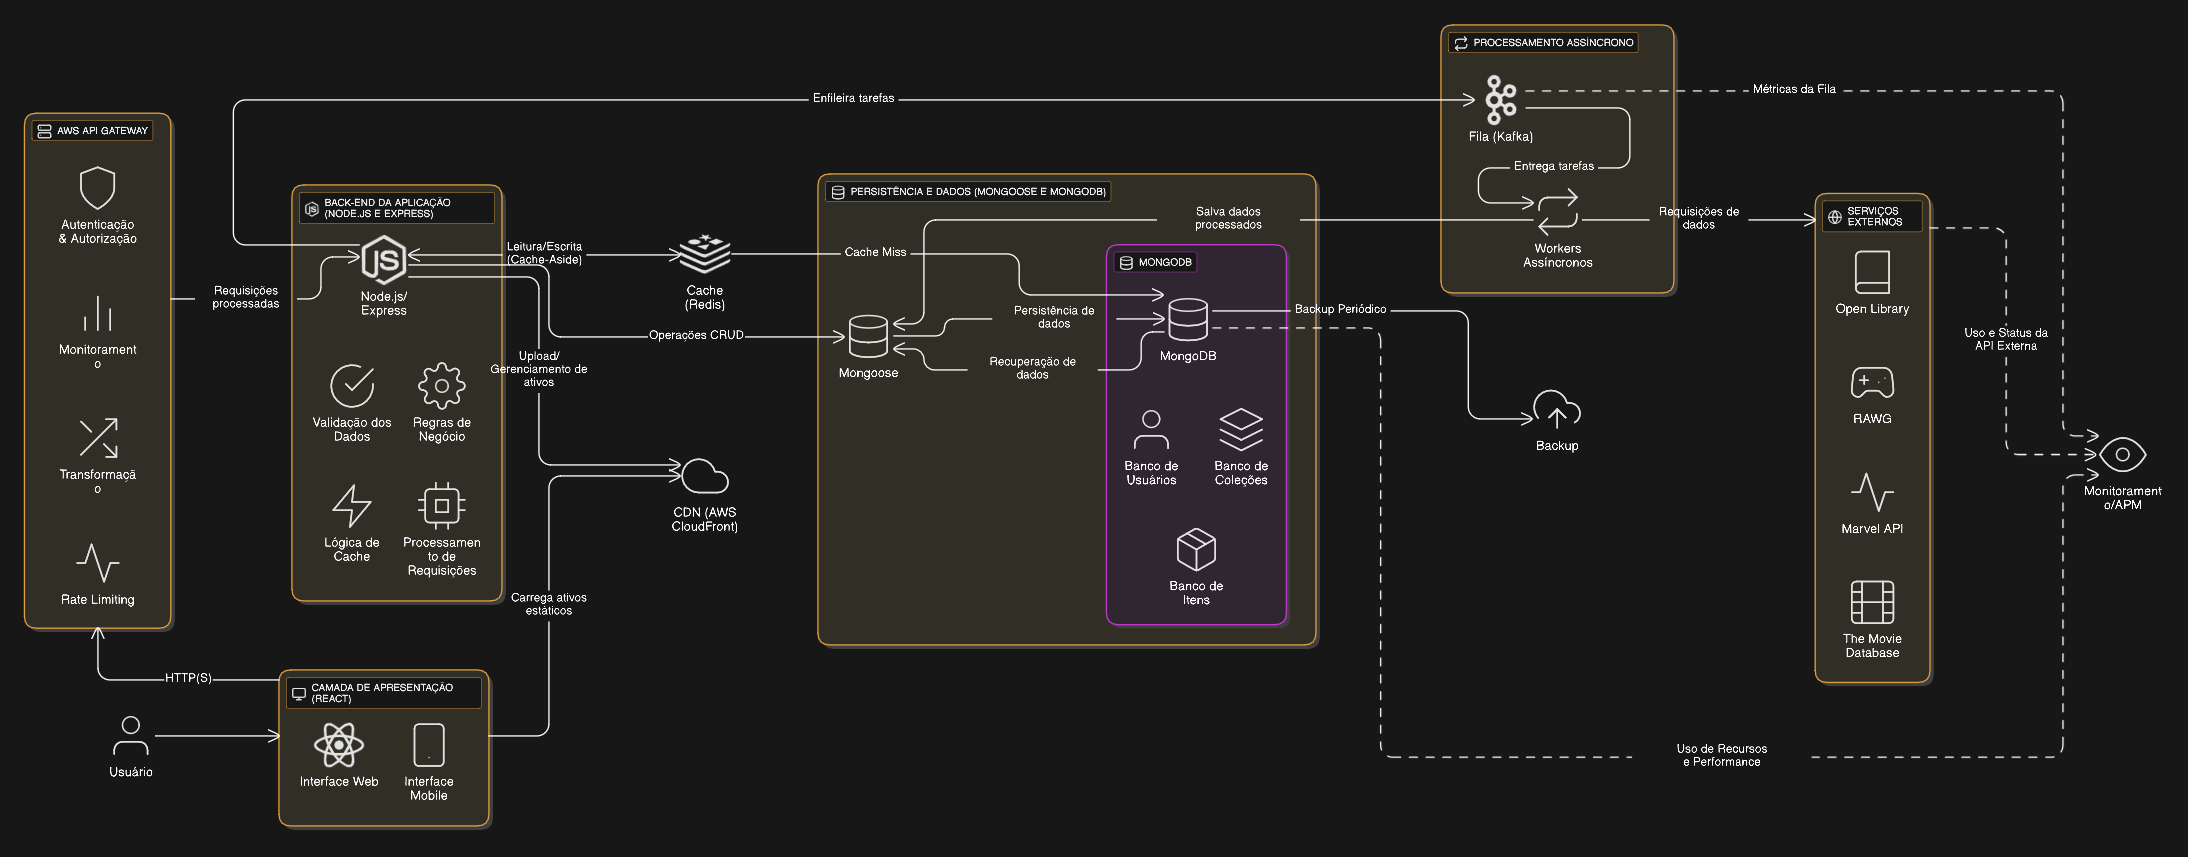 PROCESSAMENTO ASSÍNCRONO
Enfileira tarefas
Métricas da Fila
Fila (Kafka)
Entrega tarefas
Workers
Assíncronos
Requisições de
dados
AWS API GATEWAY
Autenticação
& Autorização
Monitorament
o
Transformaçã
o
Rate Limiting
Requisições
processadas
BACK-END DA APLICAÇÃO
(NODE.JS E EXPRESS)
Node.js/
Express
Validação dos
Dados
Regras de
Negócio
Lógica de
Cache
Processamen
to de
Requisições
Leitura/Escrita
(Cache-Aside)
Cache
(Redis)
Cache Miss
Operações CRUD
Upload/
Gerenciamento de
ativos
CDN (AWS
CloudFront)
Carrega ativos
estáticos
PERSISTÊNCIA E DADOS (MONGOOSE E MONGODB)
Salva dados
processados
Mongoose
Persistência de
dados
Recuperação de
dados
MONGODB
MongoDB
Banco de
Usuários
Banco de
Coleções
Banco de
Itens
Backup Periódico
Backup
SERVIÇOS
EXTERNOS
Open Library
RAWG
Marvel API
The Movie
Database
Uso e Status da
API Externa
Monitorament
o/APM
Uso de Recursos
e Performance
HTTP(S)
CAMADA DE APRESENTAÇÃO
(REACT)
Interface Web
Interface
Mobile
Usuário